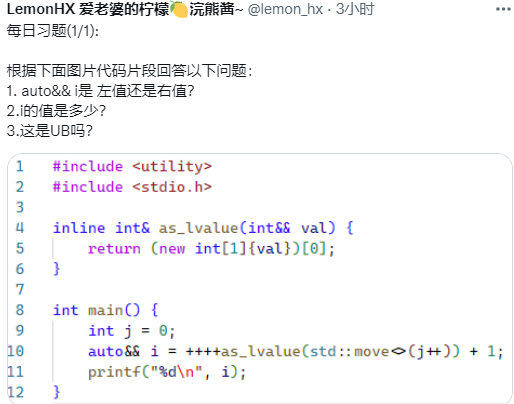 LemonHX 爱老婆的柠檬🍋浣熊酱~ @lemon_hx · 3小时
每日习题(1/1):
根据下面图片代码片段回答以下问题:
1. auto&& i是 左值还是右值?
2.i的值是多少?
3.这是UB吗?
1 #include <utility>
2 #include <stdio.h>
3
4 inline int& as_lvalue(int&& val) {
5     return (new int[1]{val})[0];
6 }
7
8 int main() {
9     int j = 0;
10     auto&& i = ++++as_lvalue(std::move<>(j++)) + 1;
11     printf("%d\n", i);
12 }